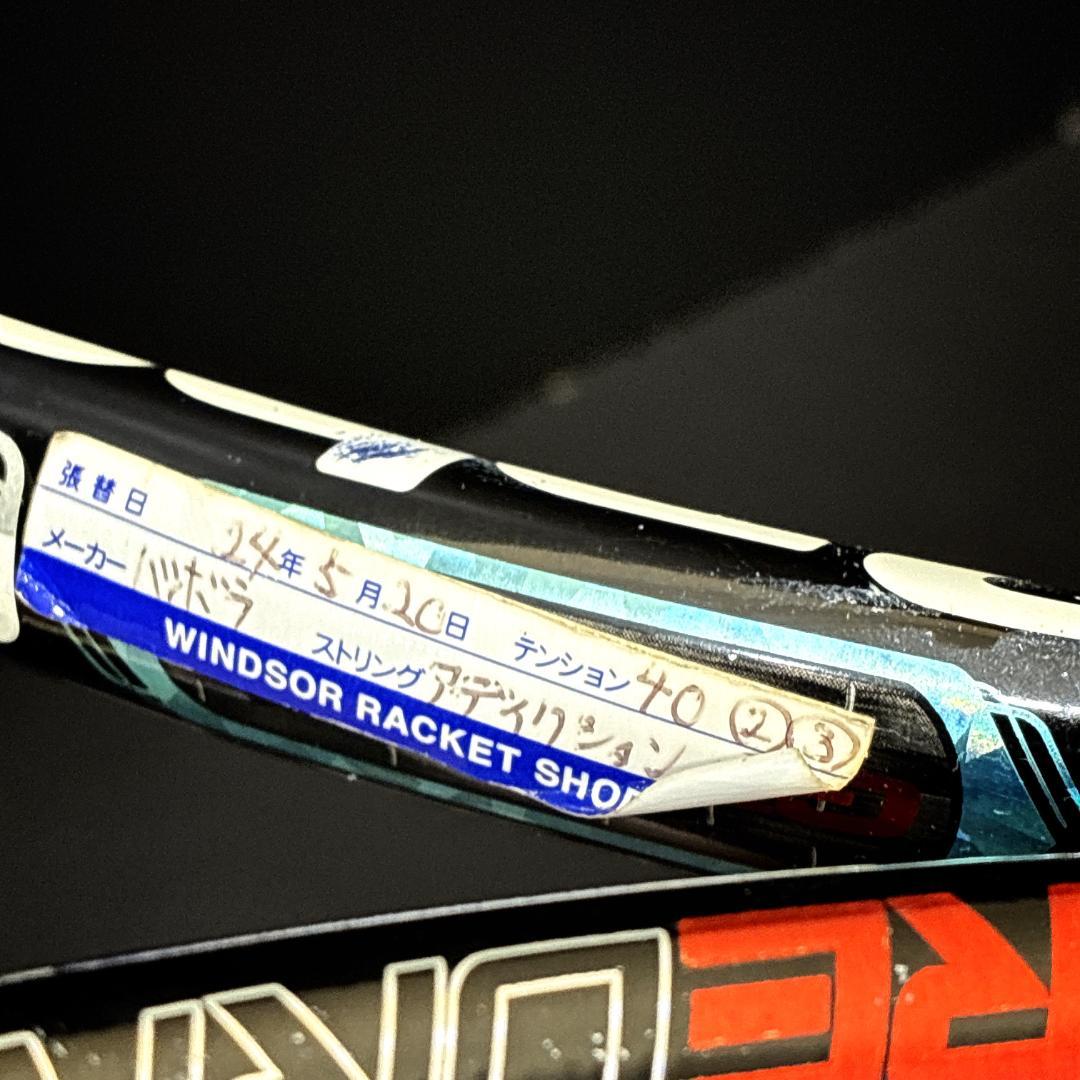 張替日 24年5月20日 テンション 40 ② ③
メーカー バボラ ストリング アディクション
WINDSOR RACKET SHO